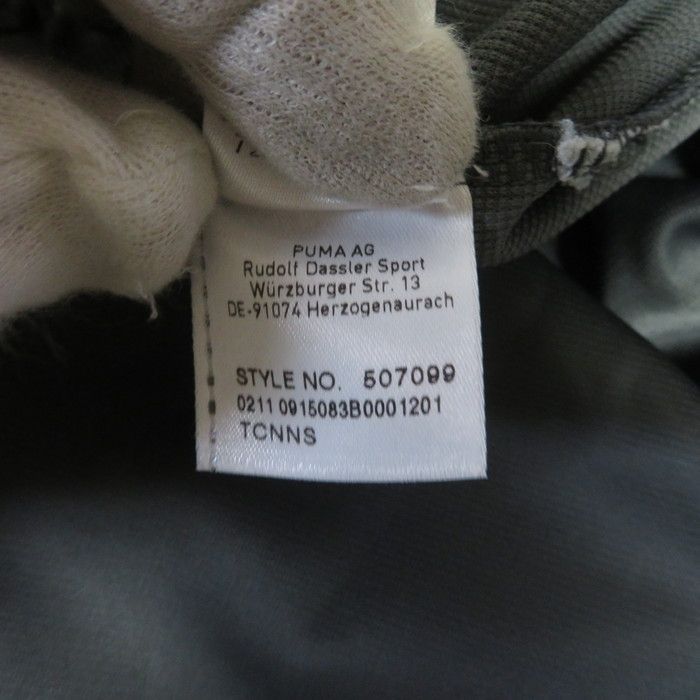 PUMA AG
Rudolf Dassler Sport
Würzburger Str. 13
DE-91074 Herzogenaurach
STYLE NO. 507099
0211 0915083B0001201
TCNNS